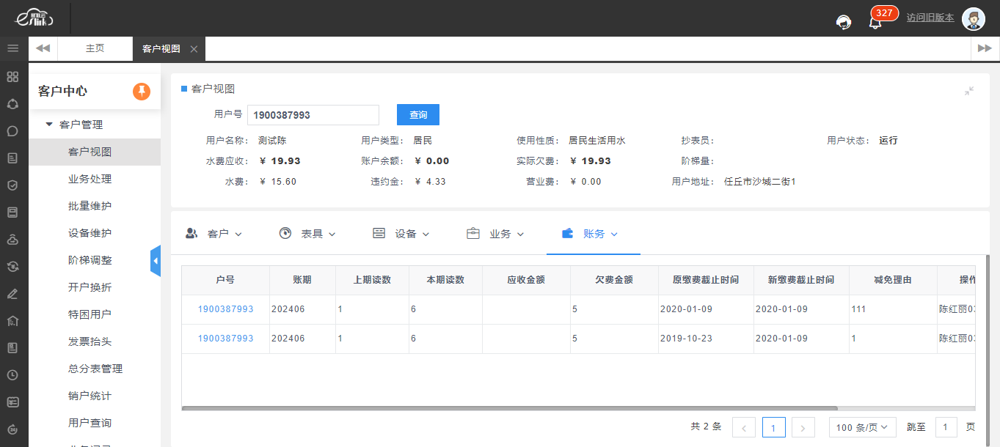 327
访问旧版本
主页
客户视图
客户中心
客户管理
客户视图
业务处理
批量维护
设备维护
阶梯调整
开户换折
特困用户
发票抬头
总分表管理
销户统计
用户查询
客户视图
用户号 1900387993 查询
用户名称： 测试陈 用户类型： 居民 使用性质： 居民生活用水 抄表员： 用户状态： 运行
水费应收： ￥ 19.93 账户余额： ￥ 0.00 实际欠费： ￥ 19.93 阶梯量：
水费： ￥ 15.60 违约金： ￥ 4.33 营业费： ￥ 0.00 用户地址： 任丘市沙城二街1
客户 表具 设备 业务 账务
户号 账期 上期读数 本期读数 应收金额 欠费金额 原缴费截止时间 新缴费截止时间 减免理由 操作
1900387993 202406 1 6 5 2020-01-09 2020-01-09 111 陈红丽03
1900387993 202406 1 6 5 2019-10-23 2020-01-09 1 陈红丽03
共 2 条 1 100 条/页 跳至 1 页